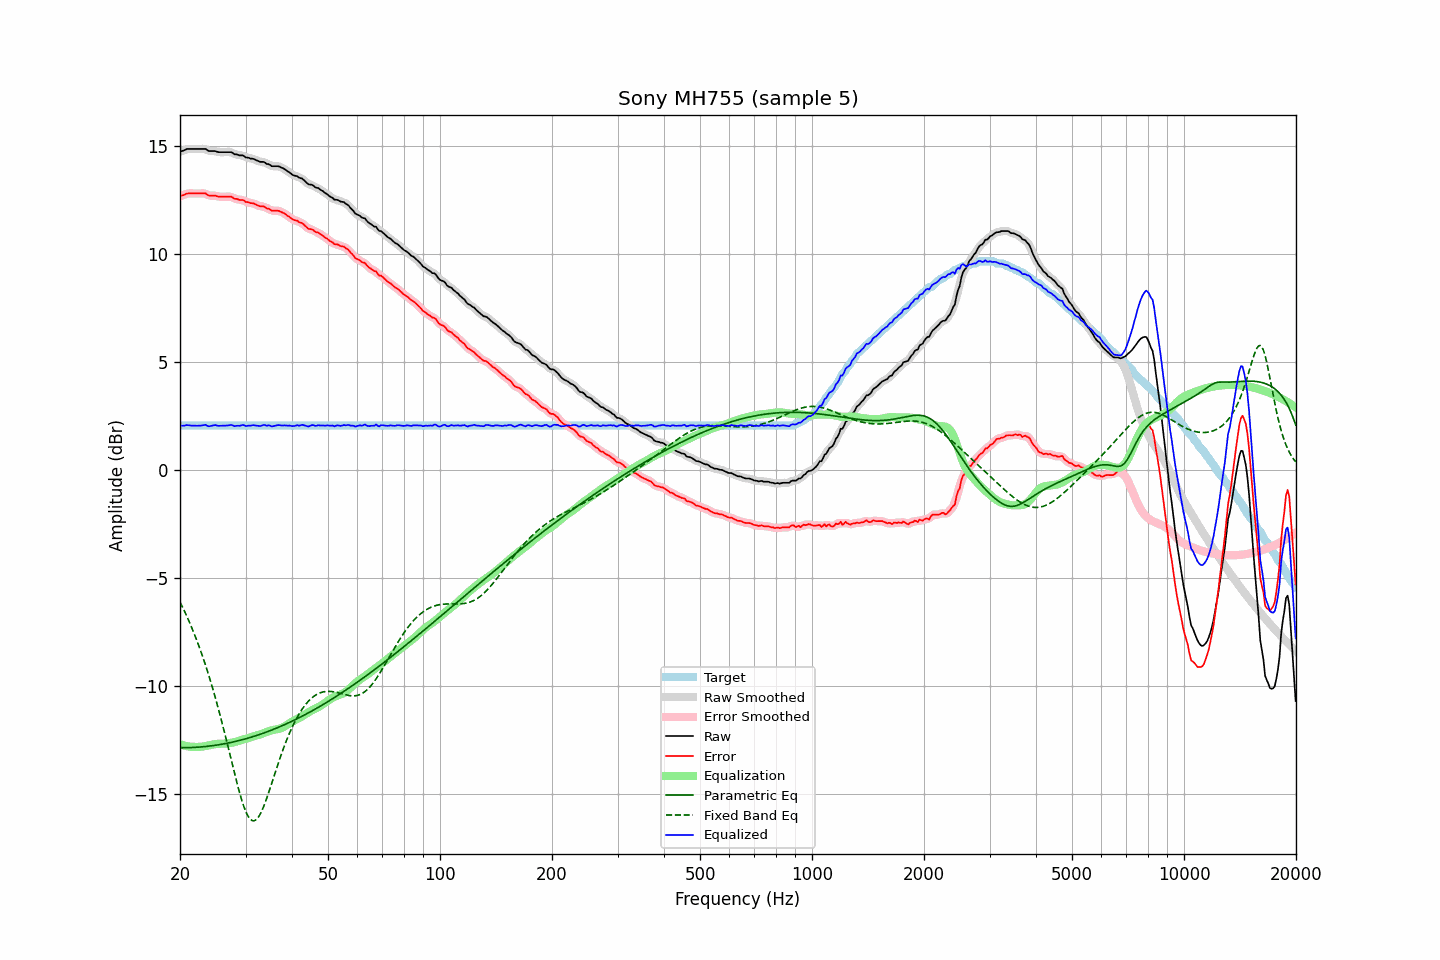 Sony MH755 (sample 5)
15
10
5
0
−5
−10
−15
Amplitude (dBr)
Target
Raw Smoothed
Error Smoothed
Raw
Error
Equalization
Parametric Eq
Fixed Band Eq
Equalized
20 50 100 200 500 1000 2000 5000 10000 20000
Frequency (Hz)